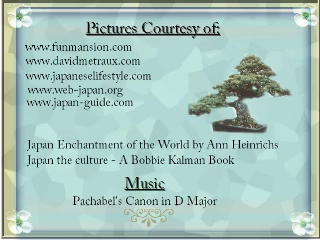 Pictures Courtesy of:
www.funmansion.com
www.davidmetraux.com
www.japaneselifestyle.com
www.web-japan.org
www.japan-guide.com
Japan Enchantment of the World by Ann Heinrichs
Japan the culture - A Bobbie Kalman Book
Music
Pachabel's Canon in D Major